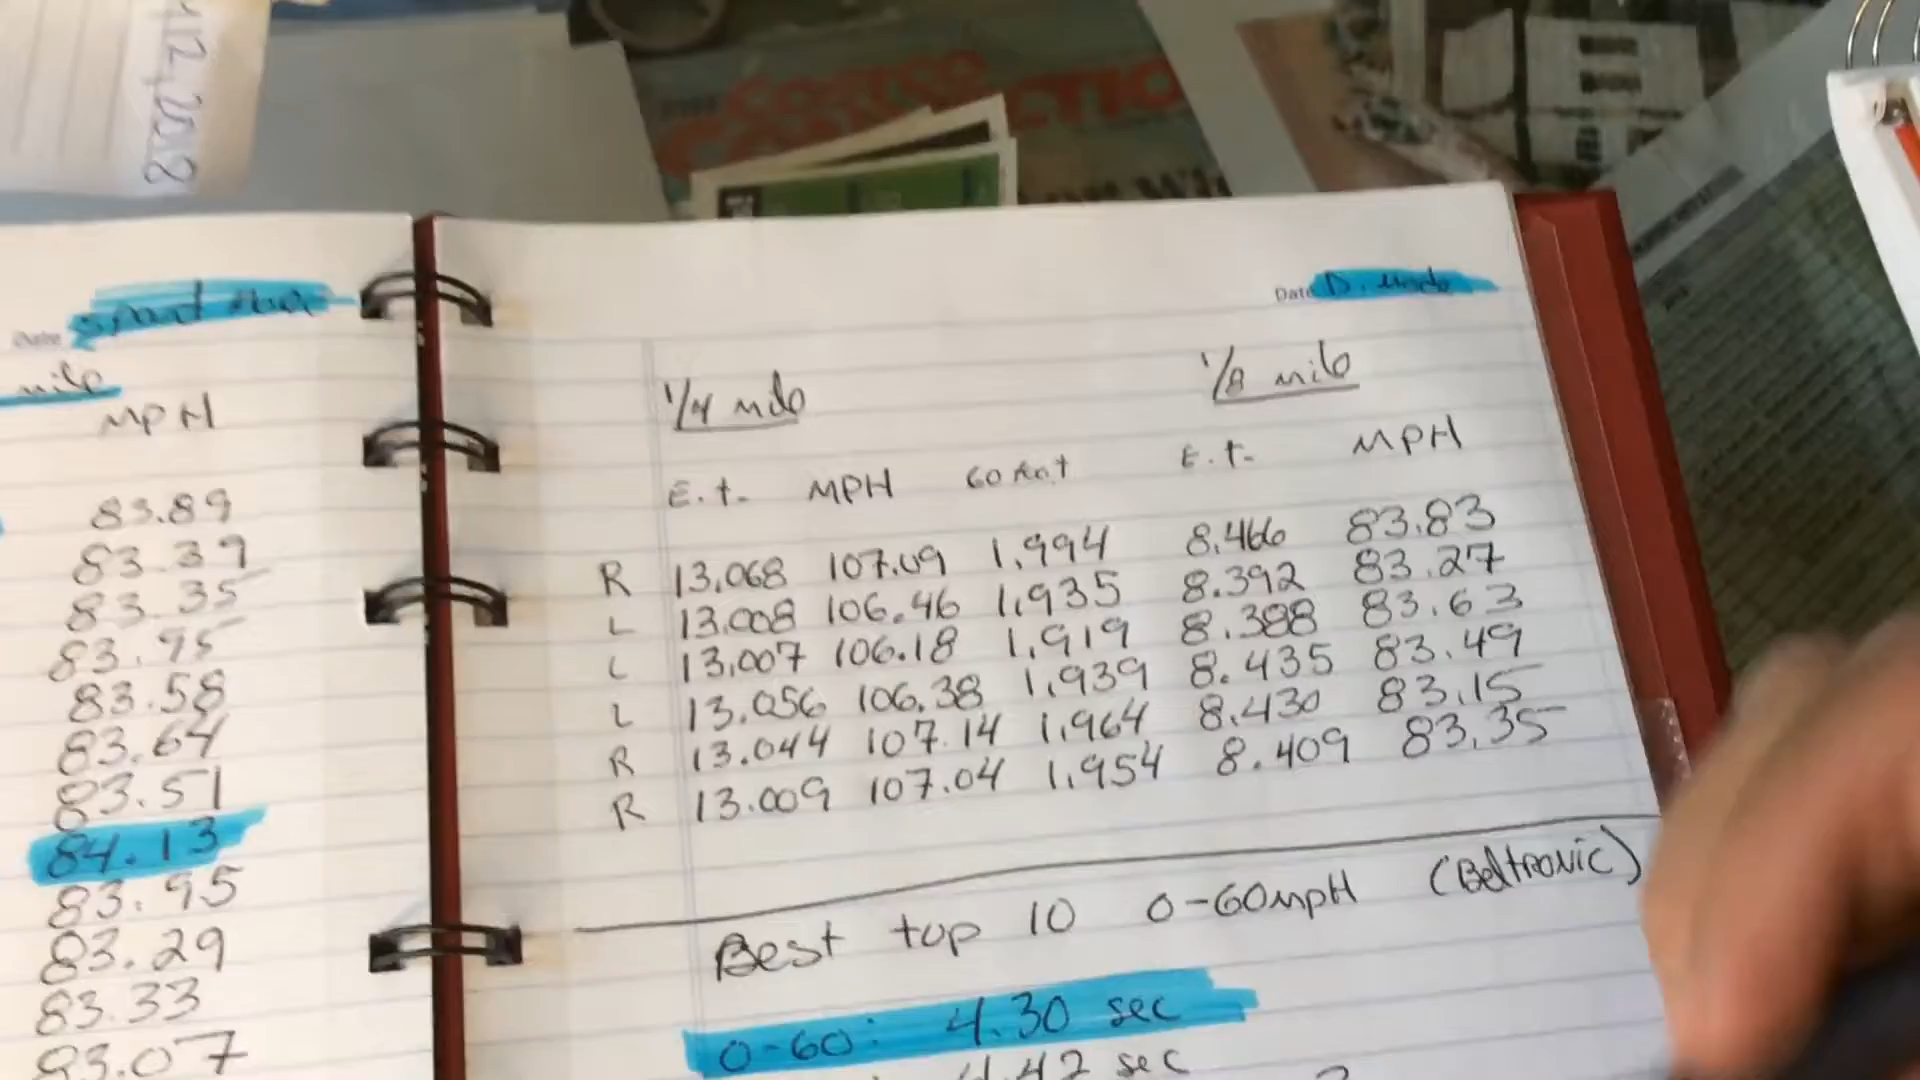 412,2018
Date Sport Mode
mile
MPH
83.89
83.39
83.35
83.95
83.58
83.64
83.51
84.13
83.95
83.29
83.33
83.07
Date D. Mode
1/4 mile 1/8 mile
E.t. MPH 60 foot E.t. MPH
R 13.068 107.09 1.994 8.466 83.83
L 13.008 106.46 1.935 8.392 83.27
L 13.007 106.18 1.919 8.388 83.63
L 13.056 106.38 1.939 8.435 83.49
R 13.044 107.14 1.964 8.430 83.15
R 13.009 107.04 1.954 8.409 83.35
Best top 10 0-60mpH (Beltronic)
0-60: 4.30 sec
4.42 sec